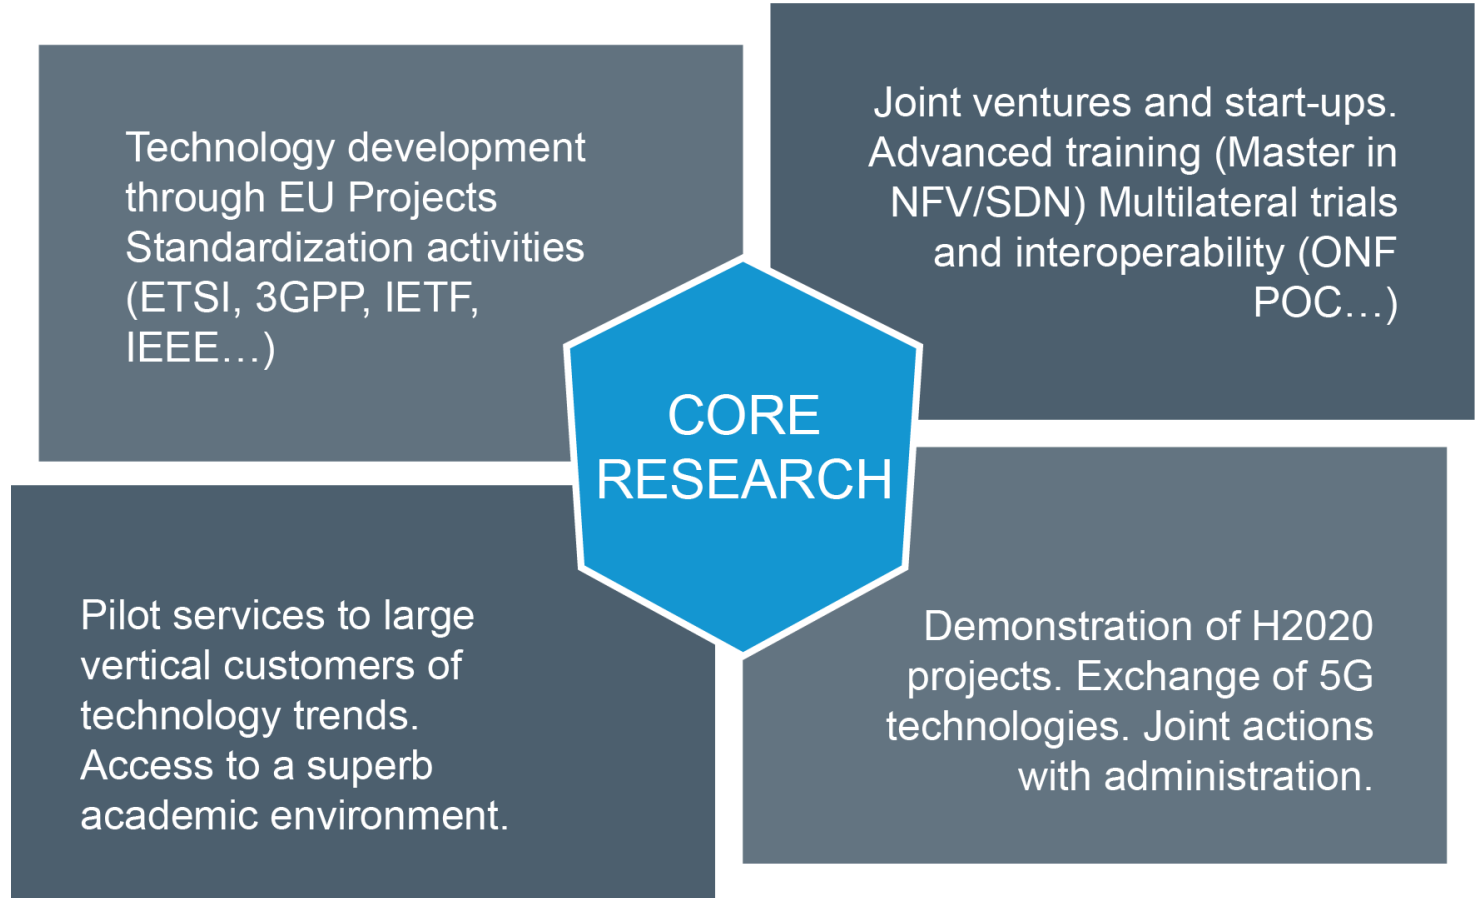 Technology development
through EU Projects
Standardization activities
(ETSI, 3GPP, IETF,
IEEE…)
Joint ventures and start-ups.
Advanced training (Master in
NFV/SDN) Multilateral trials
and interoperability (ONF
POC…)
CORE
RESEARCH
Pilot services to large
vertical customers of
technology trends.
Access to a superb
academic environment.
Demonstration of H2020
projects. Exchange of 5G
technologies. Joint actions
with administration.